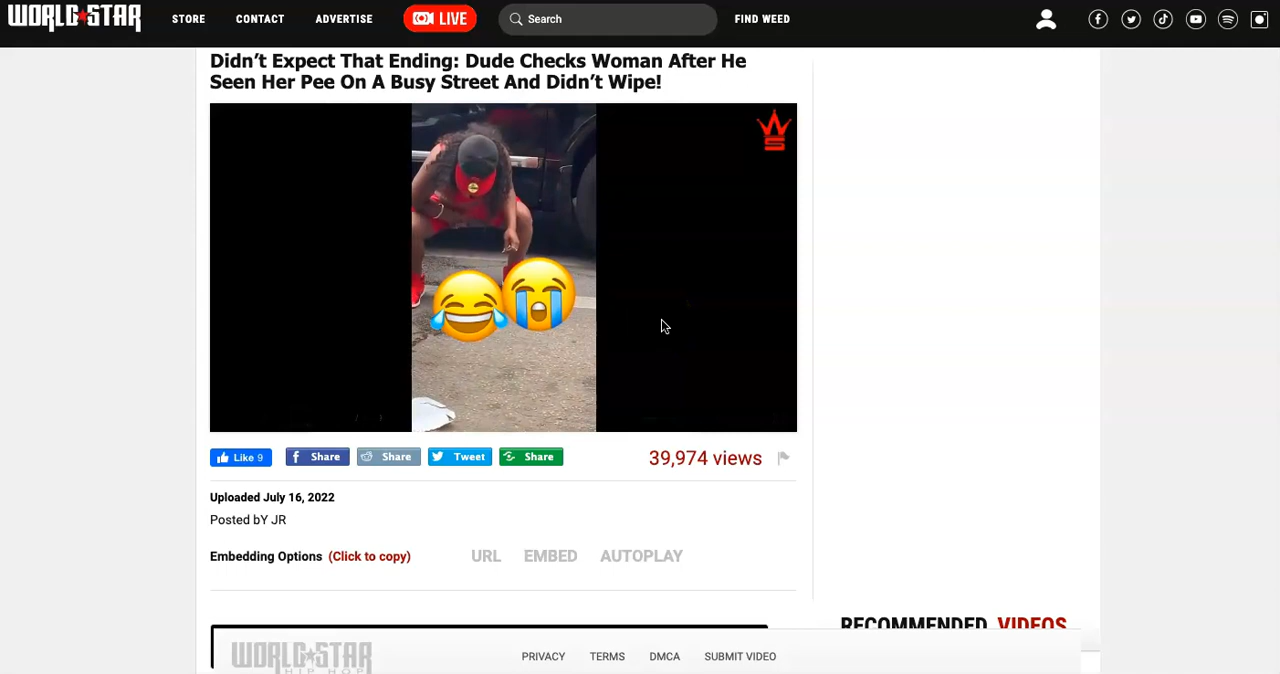 WORLDSTAR
STORE
CONTACT
ADVERTISE
LIVE
Search
FIND WEED
Didn’t Expect That Ending: Dude Checks Woman After He
Seen Her Pee On A Busy Street And Didn’t Wipe!
WS
Like 9
Share
Share
Tweet
Share
39,974 views
Uploaded July 16, 2022
Posted bY JR
Embedding Options (Click to copy)
URL
EMBED
AUTOPLAY
RECOMMENDED VIDEOS
WORLDSTAR
HIP HOP
PRIVACY
TERMS
DMCA
SUBMIT VIDEO